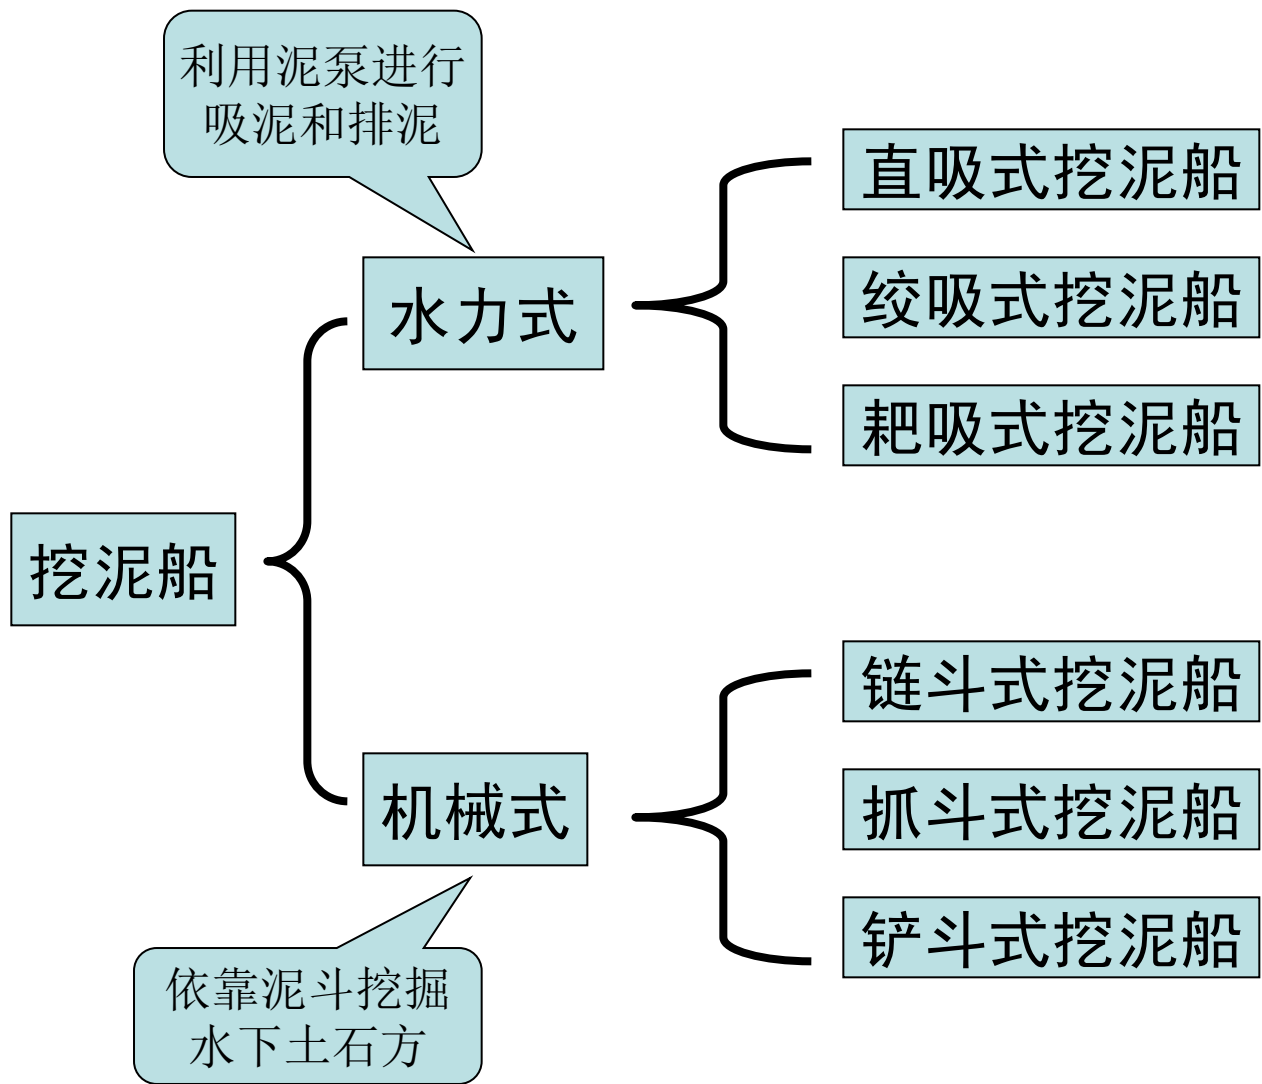 利用泥泵进行
吸泥和排泥
直吸式挖泥船
绞吸式挖泥船
水力式
耙吸式挖泥船
挖泥船
链斗式挖泥船
机械式
抓斗式挖泥船
铲斗式挖泥船
依靠泥斗挖掘
水下土石方